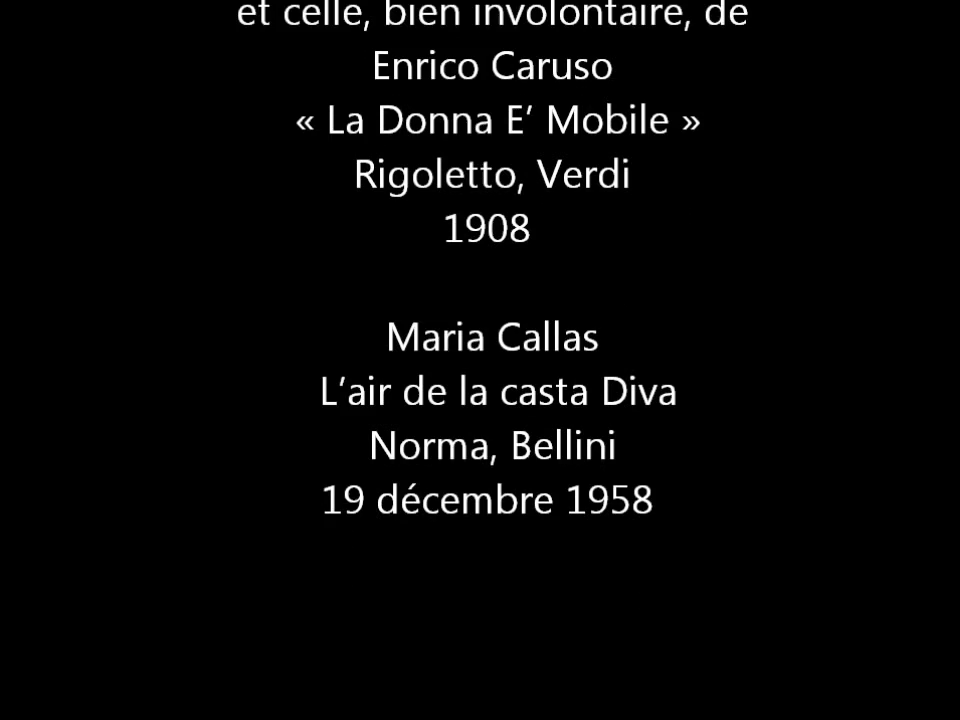 et celle, bien involontaire, de
Enrico Caruso
« La Donna E’ Mobile »
Rigoletto, Verdi
1908
Maria Callas
L’air de la casta Diva
Norma, Bellini
19 décembre 1958